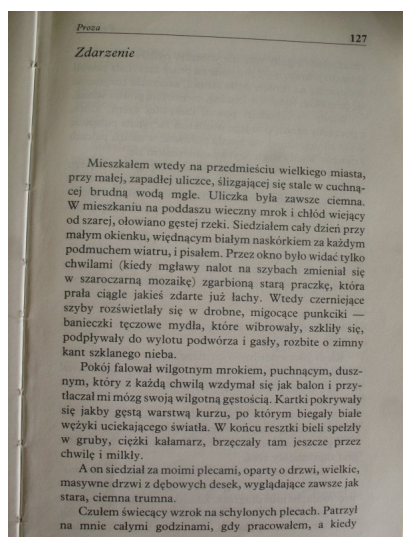 Proza
127
Zdarzenie
Mieszkałem wtedy na przedmieściu wielkiego miasta,
przy małej, zapadłej uliczce, ślizgającej się stale w cuchną-
cej brudną wodą mgle. Uliczka była zawsze ciemna.
W mieszkaniu na poddaszu wieczny mrok i chłód wiejący
od szarej, ołowiano gęstej rzeki. Siedziałem cały dzień przy
małym okienku, więdnącym białym naskórkiem za każdym
podmuchem wiatru, i pisałem. Przez okno było widać tylko
chwilami (kiedy mgławy nalot na szybach zmieniał się
w szaroczarną mozaikę) zgarbioną starą praczkę, która
prała ciągle jakieś zdarte już łachy. Wtedy czerniejące
szyby rozświetlały się w drobne, migocące punkciki —
banieczki tęczowe mydła, które wibrowały, szkliły się,
podpływały do wylotu podwórza i gasły, rozbite o zimny
kant szklanego nieba.
Pokój falował wilgotnym mrokiem, puchnącym, dusz-
nym, który z każdą chwilą wzdymał się jak balon i przy-
tłaczał mi mózg swoją wilgotną gęstością. Kartki pokrywały
się jakby gęstą warstwą kurzu, po którym biegały białe
wężyki uciekającego światła. W końcu resztki bieli spełzły
w gruby, ciężki kałamarz, brzęczały tam jeszcze przez
chwilę i milkły.
A on siedział za moimi plecami, oparty o drzwi, wielkie,
masywne drzwi z dębowych desek, wyglądające zawsze jak
stara, ciemna trumna.
Czułem świecący wzrok na schylonych plecach. Patrzył
na mnie całymi godzinami, gdy pracowałem, a kiedy